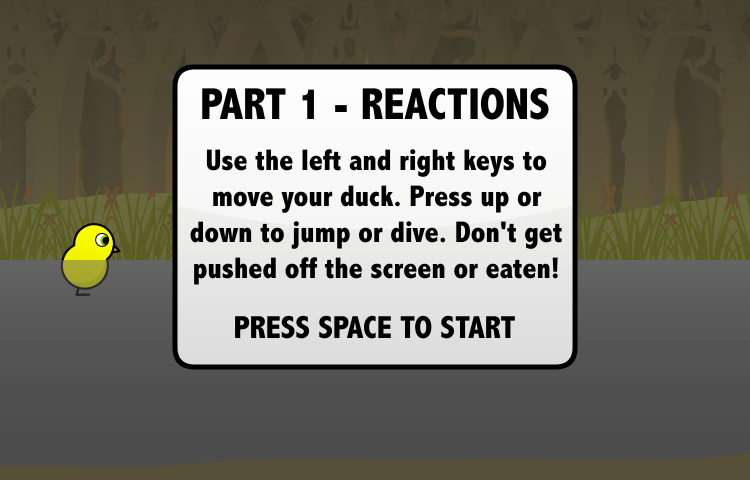 PART 1 - REACTIONS
Use the left and right keys to
move your duck. Press up or
down to jump or dive. Don't get
pushed off the screen or eaten!
PRESS SPACE TO START